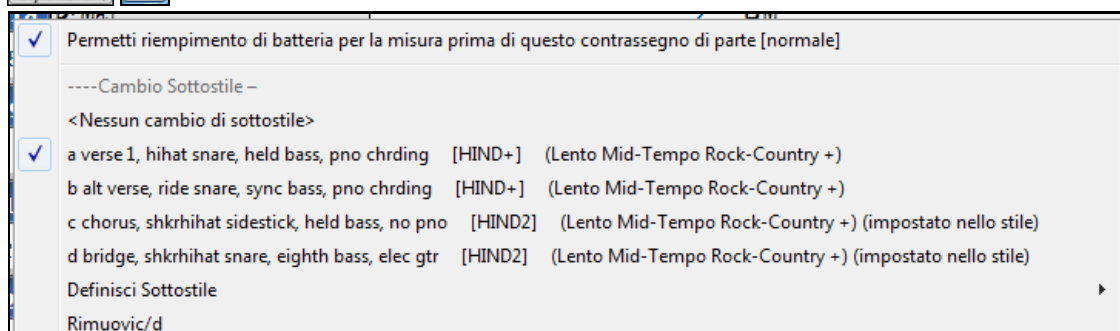 Permetti riempimento di batteria per la misura prima di questo contrassegno di parte [normale]
----Cambio Sottostile –
<Nessun cambio di sottostile>
a verse 1, hihat snare, held bass, pno chrding [HIND+] (Lento Mid-Tempo Rock-Country +)
b alt verse, ride snare, sync bass, pno chrding [HIND+] (Lento Mid-Tempo Rock-Country +)
c chorus, shkrhihat sidestick, held bass, no pno [HIND2] (Lento Mid-Tempo Rock-Country +) (impostato nello stile)
d bridge, shkrhihat snare, eighth bass, elec gtr [HIND2] (Lento Mid-Tempo Rock-Country +) (impostato nello stile)
Definisci Sottostile
Rimuovic/d